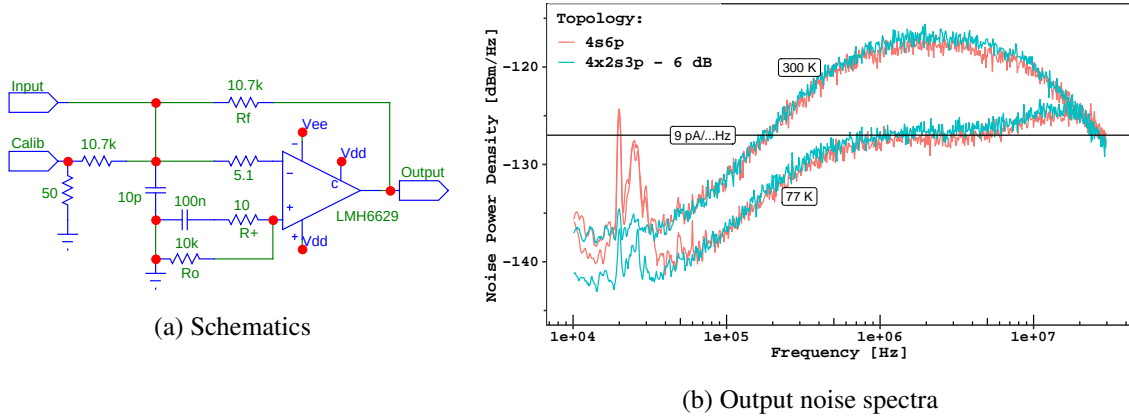 Input
10.7k
Rf
Vee
Calib
10.7k
Vdd
Output
50
5.1
c
LMH6629
10p
100n
10
R+
10k
Ro
Vdd
(a) Schematics
Noise Power Density [dBm/Hz]
Topology:
4s6p
4x2s3p - 6 dB
-120
300 K
9 pA/...Hz
-130
77 K
-140
1e+04
1e+05
1e+06
1e+07
Frequency [Hz]
(b) Output noise spectra